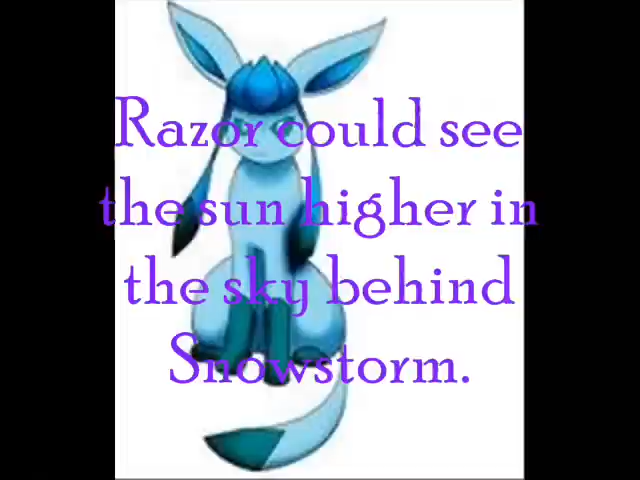 Razor could see
the sun higher in
the sky behind
Snowstorm.